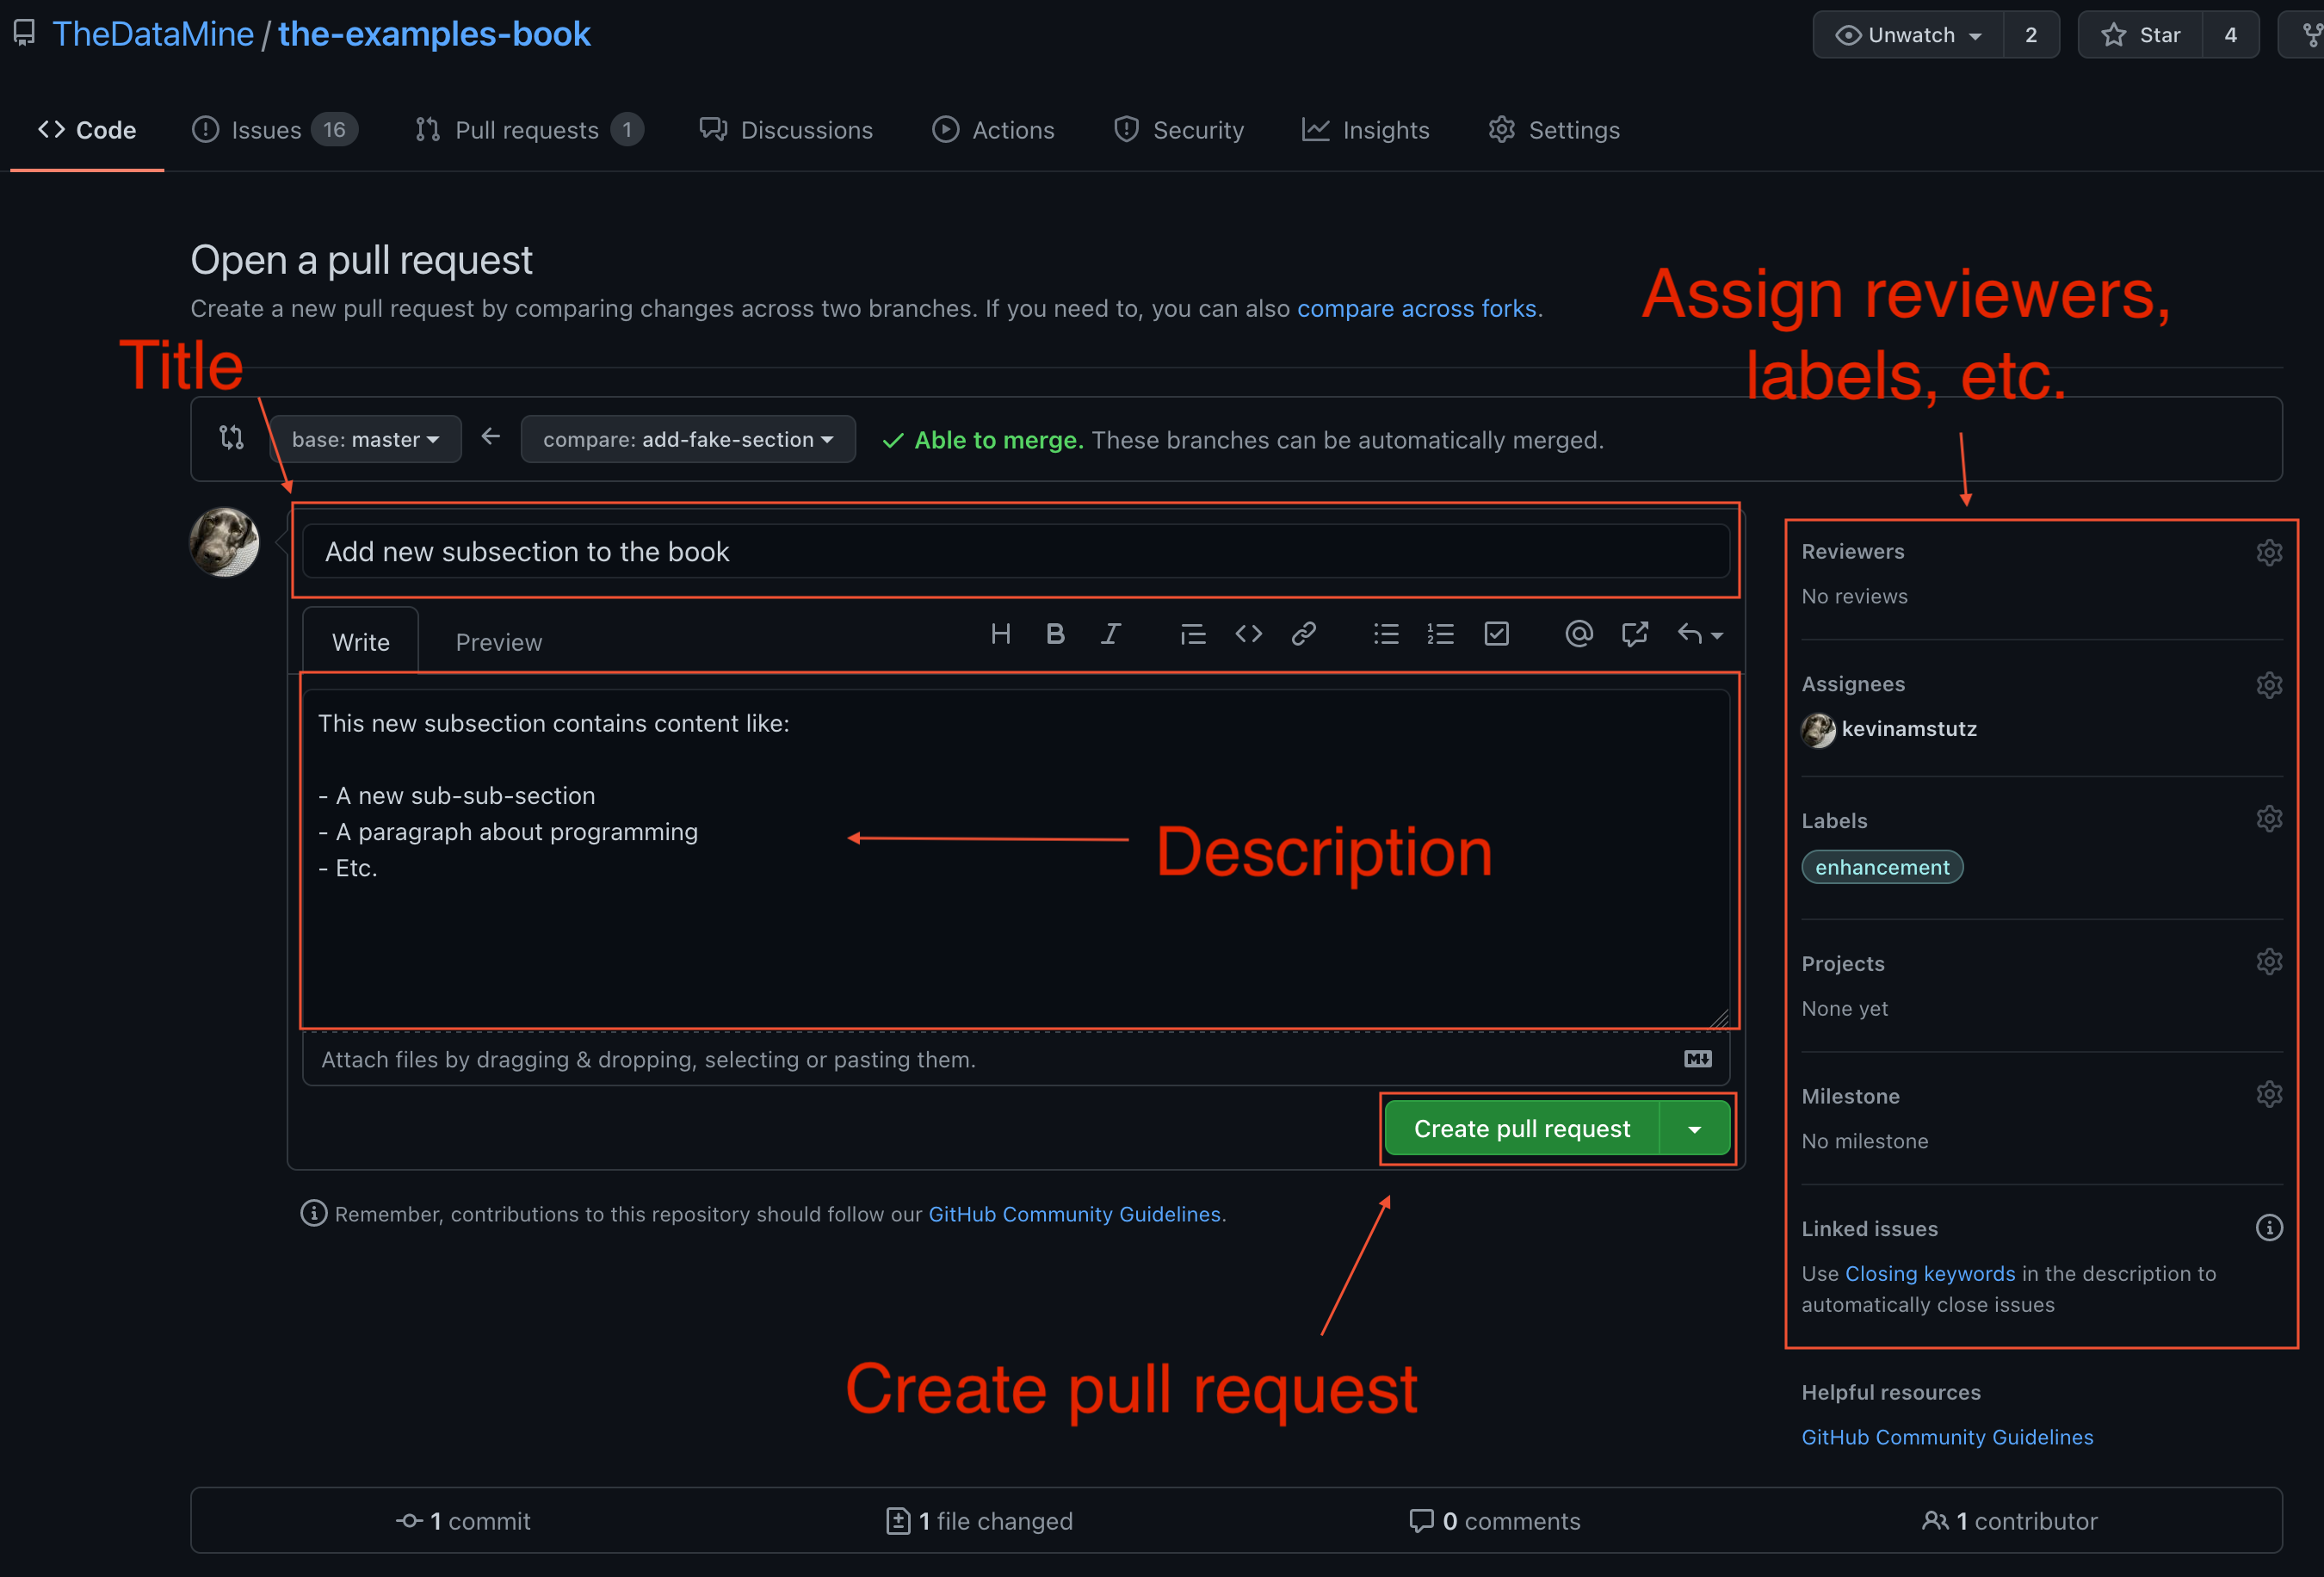 TheDataMine / the-examples-book
Unwatch 2
Star 4
Code
Issues 16
Pull requests 1
Discussions
Actions
Security
Insights
Settings
Open a pull request
Create a new pull request by comparing changes across two branches. If you need to, you can also compare across forks.
Title
Assign reviewers,
labels, etc.
base: master
compare: add-fake-section
Able to merge. These branches can be automatically merged.
Add new subsection to the book
Write
Preview
H B I
This new subsection contains content like:
- A new sub-sub-section
- A paragraph about programming
- Etc.
Description
Attach files by dragging & dropping, selecting or pasting them.
M
Create pull request
Remember, contributions to this repository should follow our GitHub Community Guidelines.
Create pull request
Reviewers
No reviews
Assignees
kevinamstutz
Labels
enhancement
Projects
None yet
Milestone
No milestone
Linked issues
Use Closing keywords in the description to
automatically close issues
Helpful resources
GitHub Community Guidelines
1 commit
1 file changed
0 comments
1 contributor